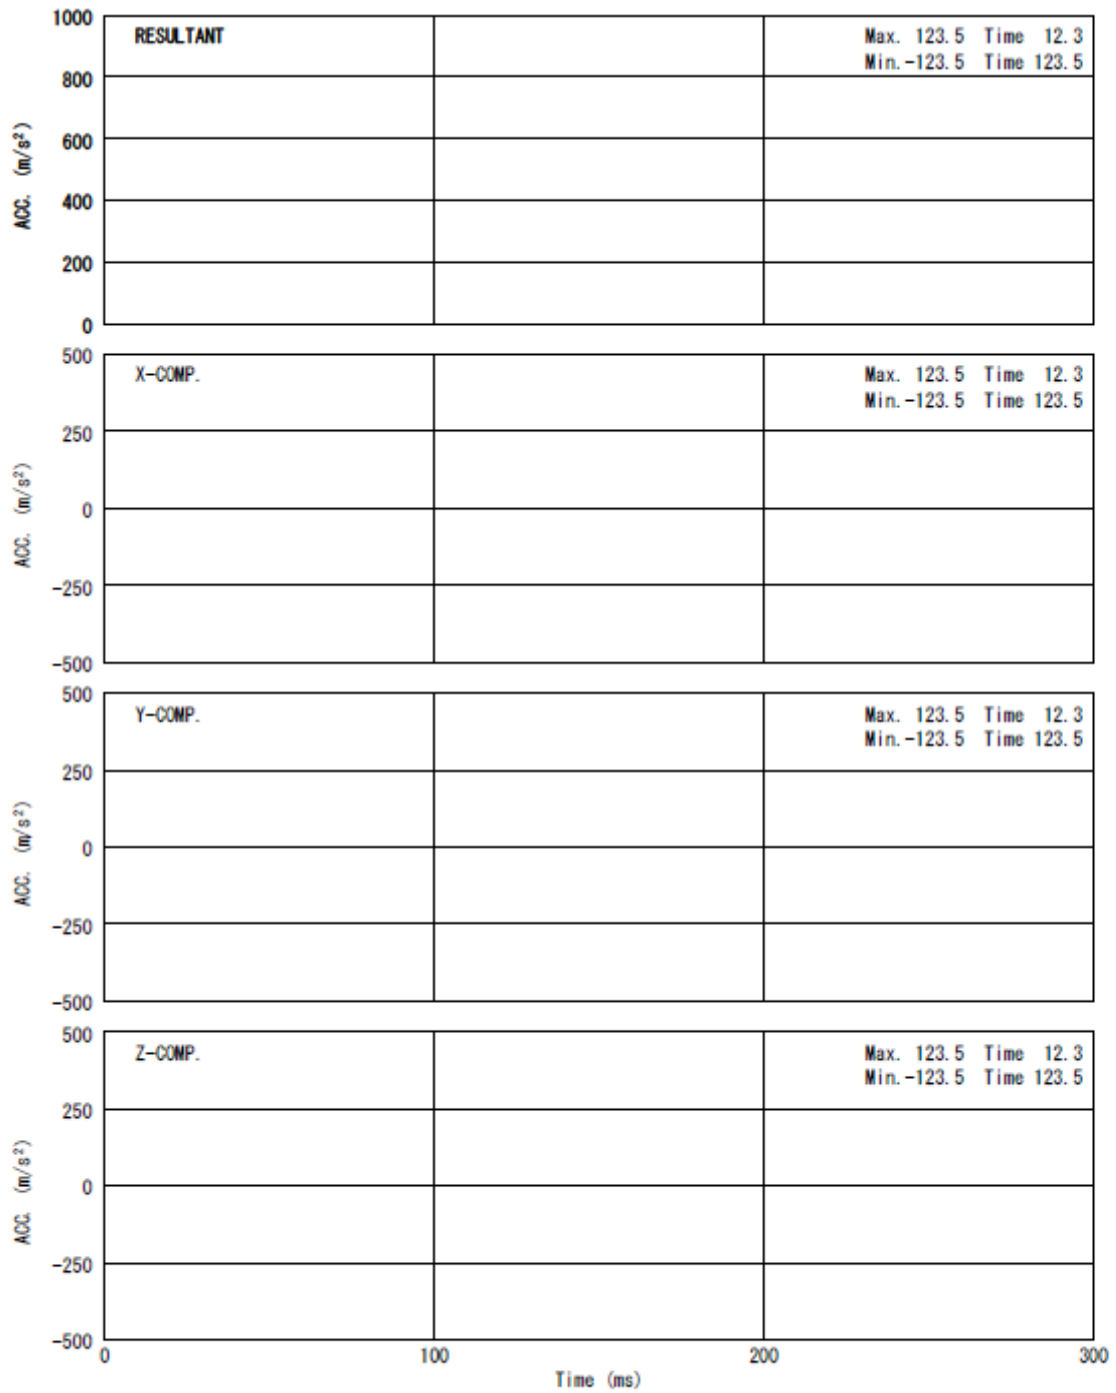 1000
RESULTANT
Max. 123.5 Time 12.3
Min.-123.5 Time 123.5
800
600
400
200
0
ACC. (m/s²)
500
X-COMP.
Max. 123.5 Time 12.3
Min.-123.5 Time 123.5
250
0
-250
-500
ACC. (m/s²)
500
Y-COMP.
Max. 123.5 Time 12.3
Min.-123.5 Time 123.5
250
0
-250
-500
ACC. (m/s²)
500
Z-COMP.
Max. 123.5 Time 12.3
Min.-123.5 Time 123.5
250
0
-250
-500
ACC. (m/s²)
0 100 200 300
Time (ms)